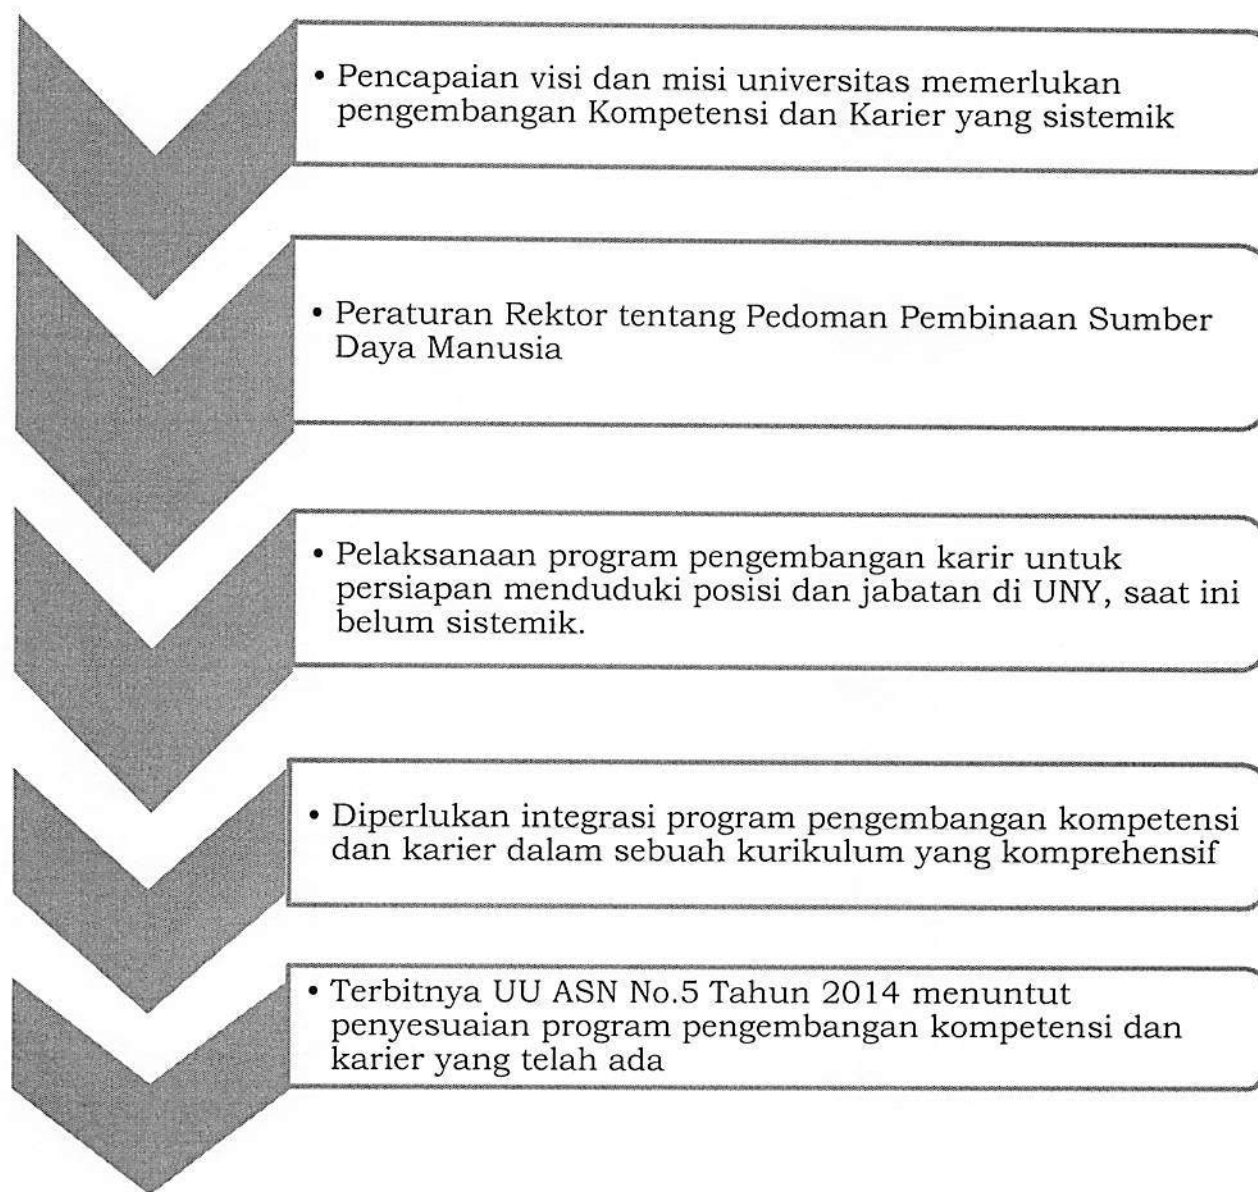 • Pencapaian visi dan misi universitas memerlukan
pengembangan Kompetensi dan Karier yang sistemik
• Peraturan Rektor tentang Pedoman Pembinaan Sumber
Daya Manusia
• Pelaksanaan program pengembangan karir untuk
persiapan menduduki posisi dan jabatan di UNY, saat ini
belum sistemik.
• Diperlukan integrasi program pengembangan kompetensi
dan karier dalam sebuah kurikulum yang komprehensif
• Terbitnya UU ASN No.5 Tahun 2014 menuntut
penyesuaian program pengembangan kompetensi dan
karier yang telah ada